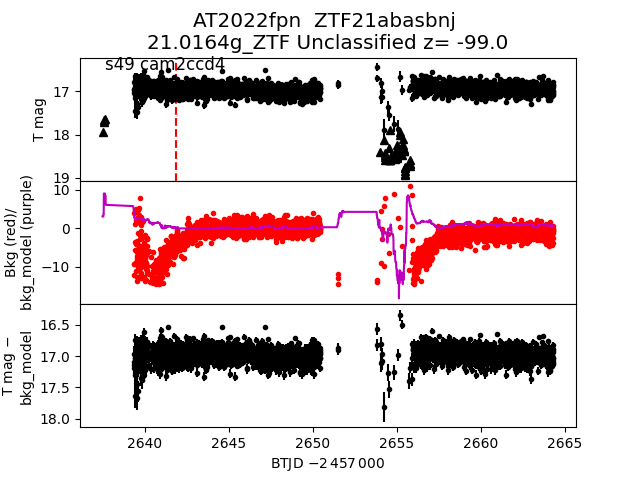 AT2022fpn  ZTF21abasbnj
21.0164g_ZTF Unclassified z= -99.0
s49 cam2ccd4
T mag
17
18
19
Bkg (red)/
bkg_model (purple)
10
0
−10
T mag −
bkg_model
16.5
17.0
17.5
18.0
2640 2645 2650 2655 2660 2665
BTJD −2 457 000